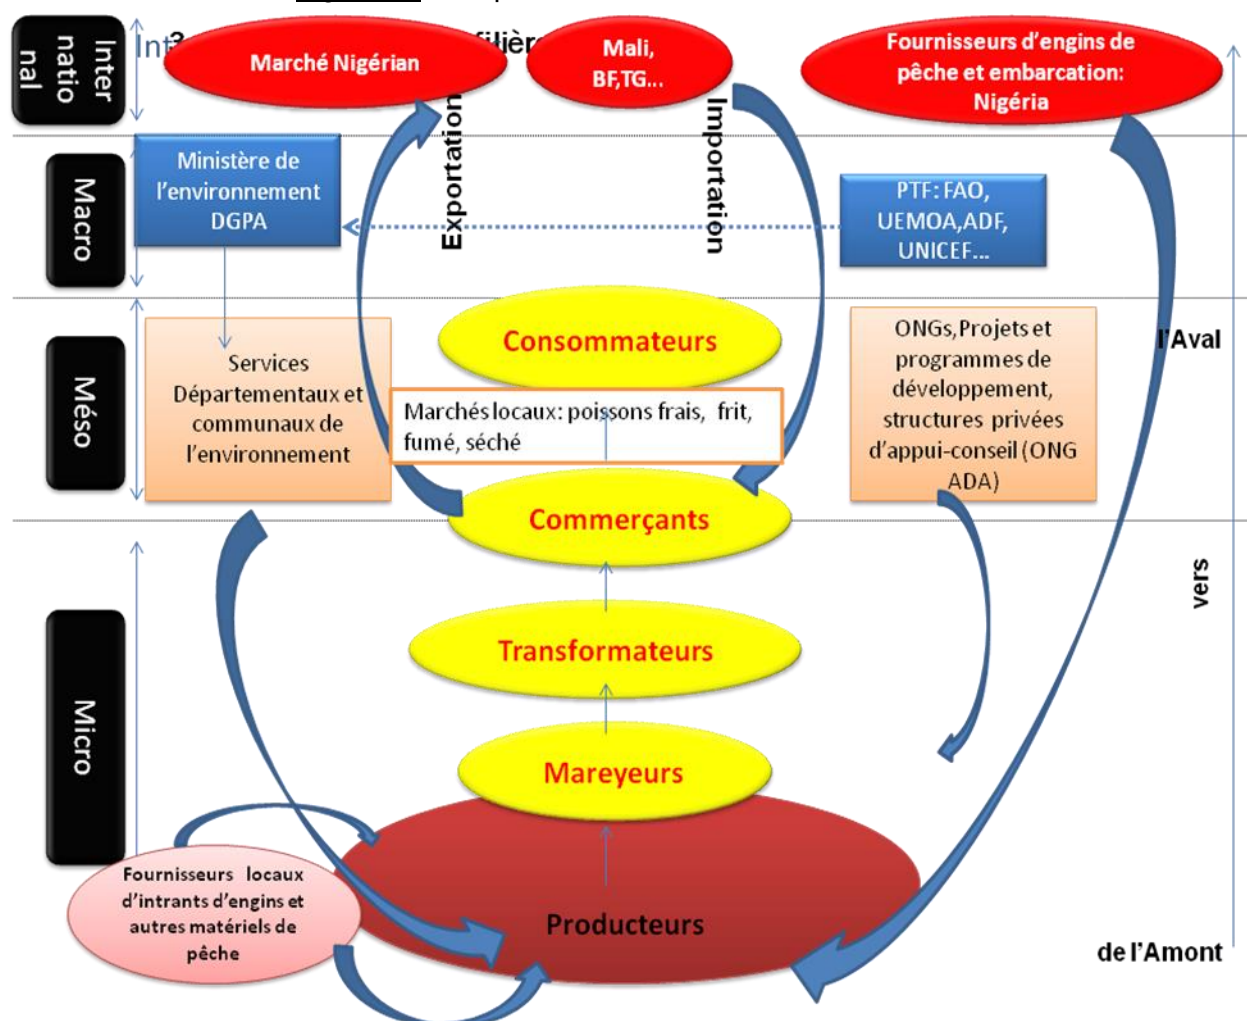 Inter
natio
nal
Int
3
filière
Marché Nigérian
Mali,
BF,TG...
Fournisseurs d'engins de
pêche et embarcation:
Nigéria
Macro
Ministère de
l'environnement
DGPA
Exportation
Importation
PTF: FAO,
UEMOA,ADF,
UNICEF...
Méso
Services
Départementaux et
communaux de
l'environnement
Consommateurs
Marchés locaux: poissons frais, frit,
fumé, séché
Commerçants
ONGs,Projets et
programmes de
développement,
structures privées
d'appui-conseil (ONG
ADA)
l'Aval
vers
de l'Amont
Micro
Transformateurs
Mareyeurs
Producteurs
Fournisseurs locaux
d'intrants d'engins et
autres matériels de
pêche